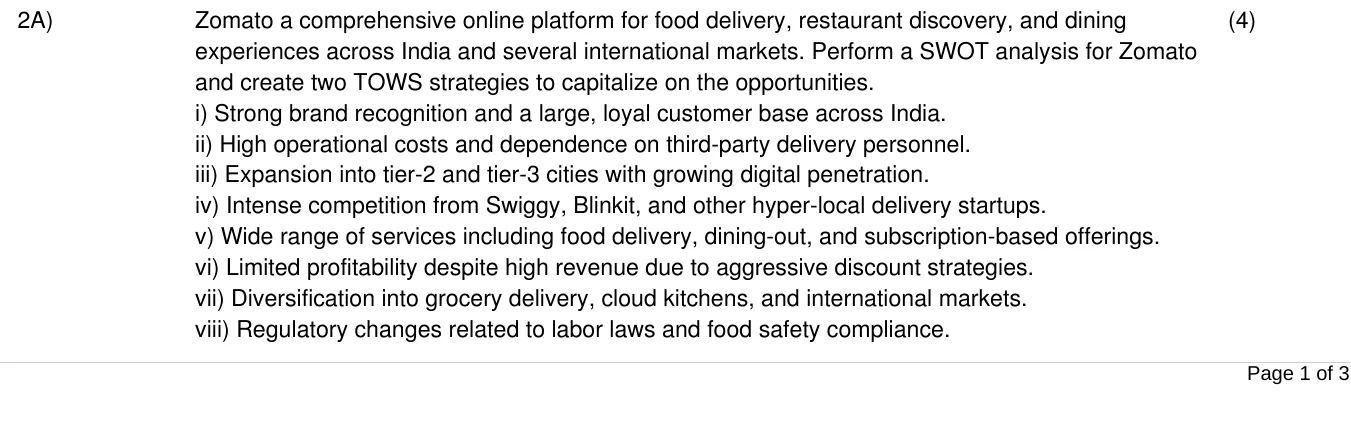 2A) Zomato a comprehensive online platform for food delivery, restaurant discovery, and dining (4)
experiences across India and several international markets. Perform a SWOT analysis for Zomato
and create two TOWS strategies to capitalize on the opportunities.
i) Strong brand recognition and a large, loyal customer base across India.
ii) High operational costs and dependence on third-party delivery personnel.
iii) Expansion into tier-2 and tier-3 cities with growing digital penetration.
iv) Intense competition from Swiggy, Blinkit, and other hyper-local delivery startups.
v) Wide range of services including food delivery, dining-out, and subscription-based offerings.
vi) Limited profitability despite high revenue due to aggressive discount strategies.
vii) Diversification into grocery delivery, cloud kitchens, and international markets.
viii) Regulatory changes related to labor laws and food safety compliance.
Page 1 of 3